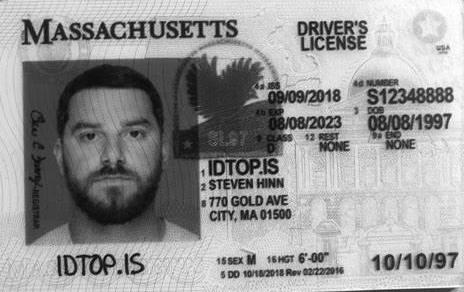 MASSACHUSETTS
DRIVER'S
LICENSE
USA
4a ISS
09/09/2018
4d NUMBER
S12348888
4b EXP
08/08/2023
3 DOB
08/08/1997
9 CLASS
D
12 REST
NONE
9a END
NONE
1 IDTOP.IS
2 STEVEN HINN
8 770 GOLD AVE
CITY, MA 01500
15 SEX M 16 HGT 6'-00"
5 DD 10/18/2018 Rev 02/22/2016
10/10/97
REGISTRAR
IDTOP.IS